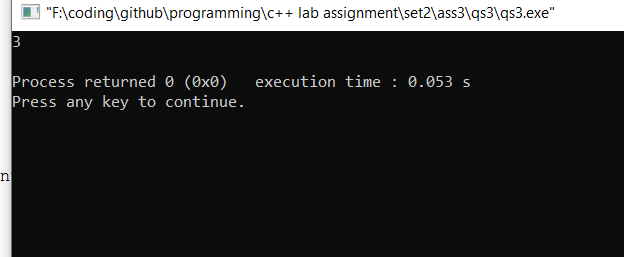 "F:\coding\github\programming\c++ lab assignment\set2\ass3\qs3\qs3.exe"
3
Process returned 0 (0x0)   execution time : 0.053 s
Press any key to continue.
n